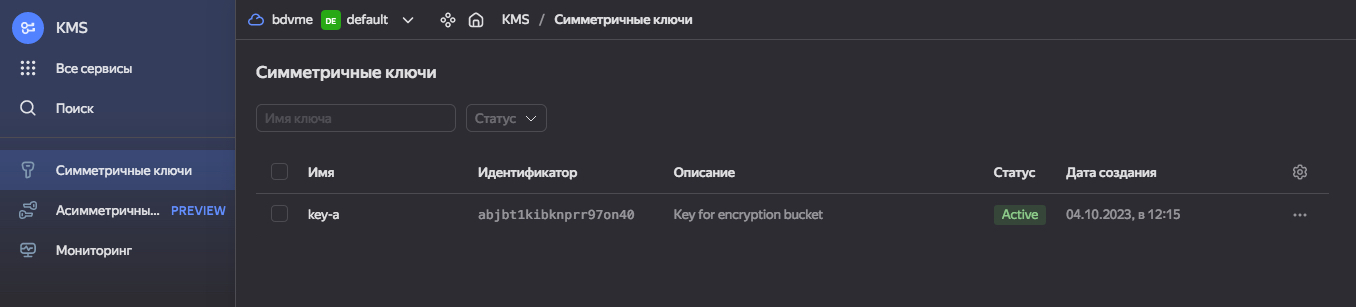 KMS
Все сервисы
Поиск
Симметричные ключи
Асимметричны... PREVIEW
Мониторинг
bdvme DE default KMS / Симметричные ключи
Симметричные ключи
Имя ключа Статус
Имя Идентификатор Описание Статус Дата создания
key-a abjbt1kibknprr97on40 Key for encryption bucket Active 04.10.2023, в 12:15